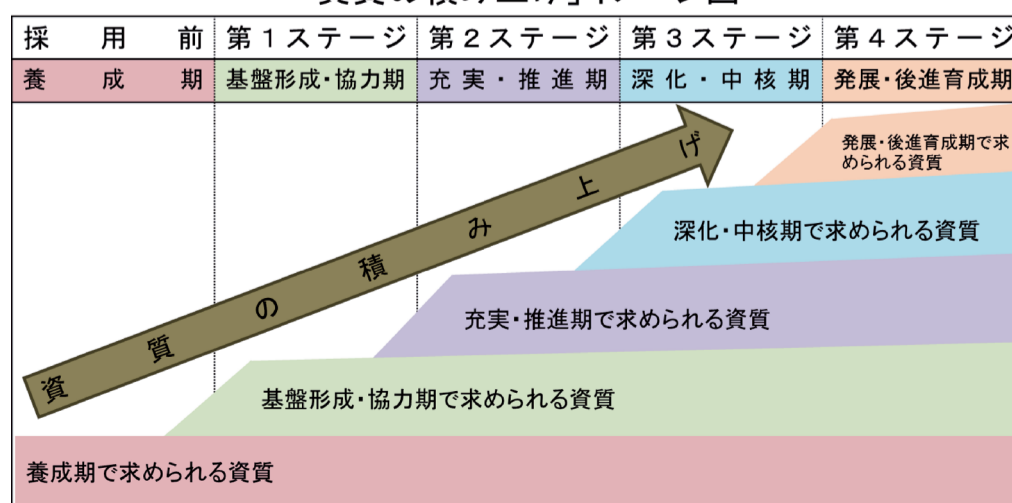 採用前 第1ステージ 第2ステージ 第3ステージ 第4ステージ
養成期 基盤形成・協力期 充実・推進期 深化・中核期 発展・後進育成期
資質の積み上げ
発展・後進育成期で求
められる資質
深化・中核期で求められる資質
充実・推進期で求められる資質
基盤形成・協力期で求められる資質
養成期で求められる資質